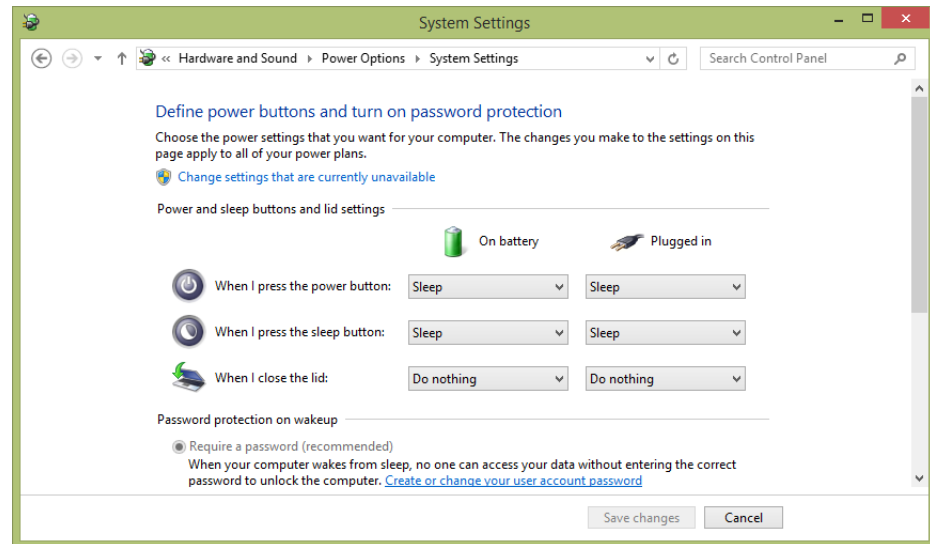 System Settings
« Hardware and Sound ▸ Power Options ▸ System Settings Search Control Panel
Define power buttons and turn on password protection
Choose the power settings that you want for your computer. The changes you make to the settings on this
page apply to all of your power plans.
Change settings that are currently unavailable
Power and sleep buttons and lid settings
On battery Plugged in
When I press the power button: Sleep Sleep
When I press the sleep button: Sleep Sleep
When I close the lid: Do nothing Do nothing
Password protection on wakeup
Require a password (recommended)
When your computer wakes from sleep, no one can access your data without entering the correct
password to unlock the computer. Create or change your user account password
Save changes Cancel